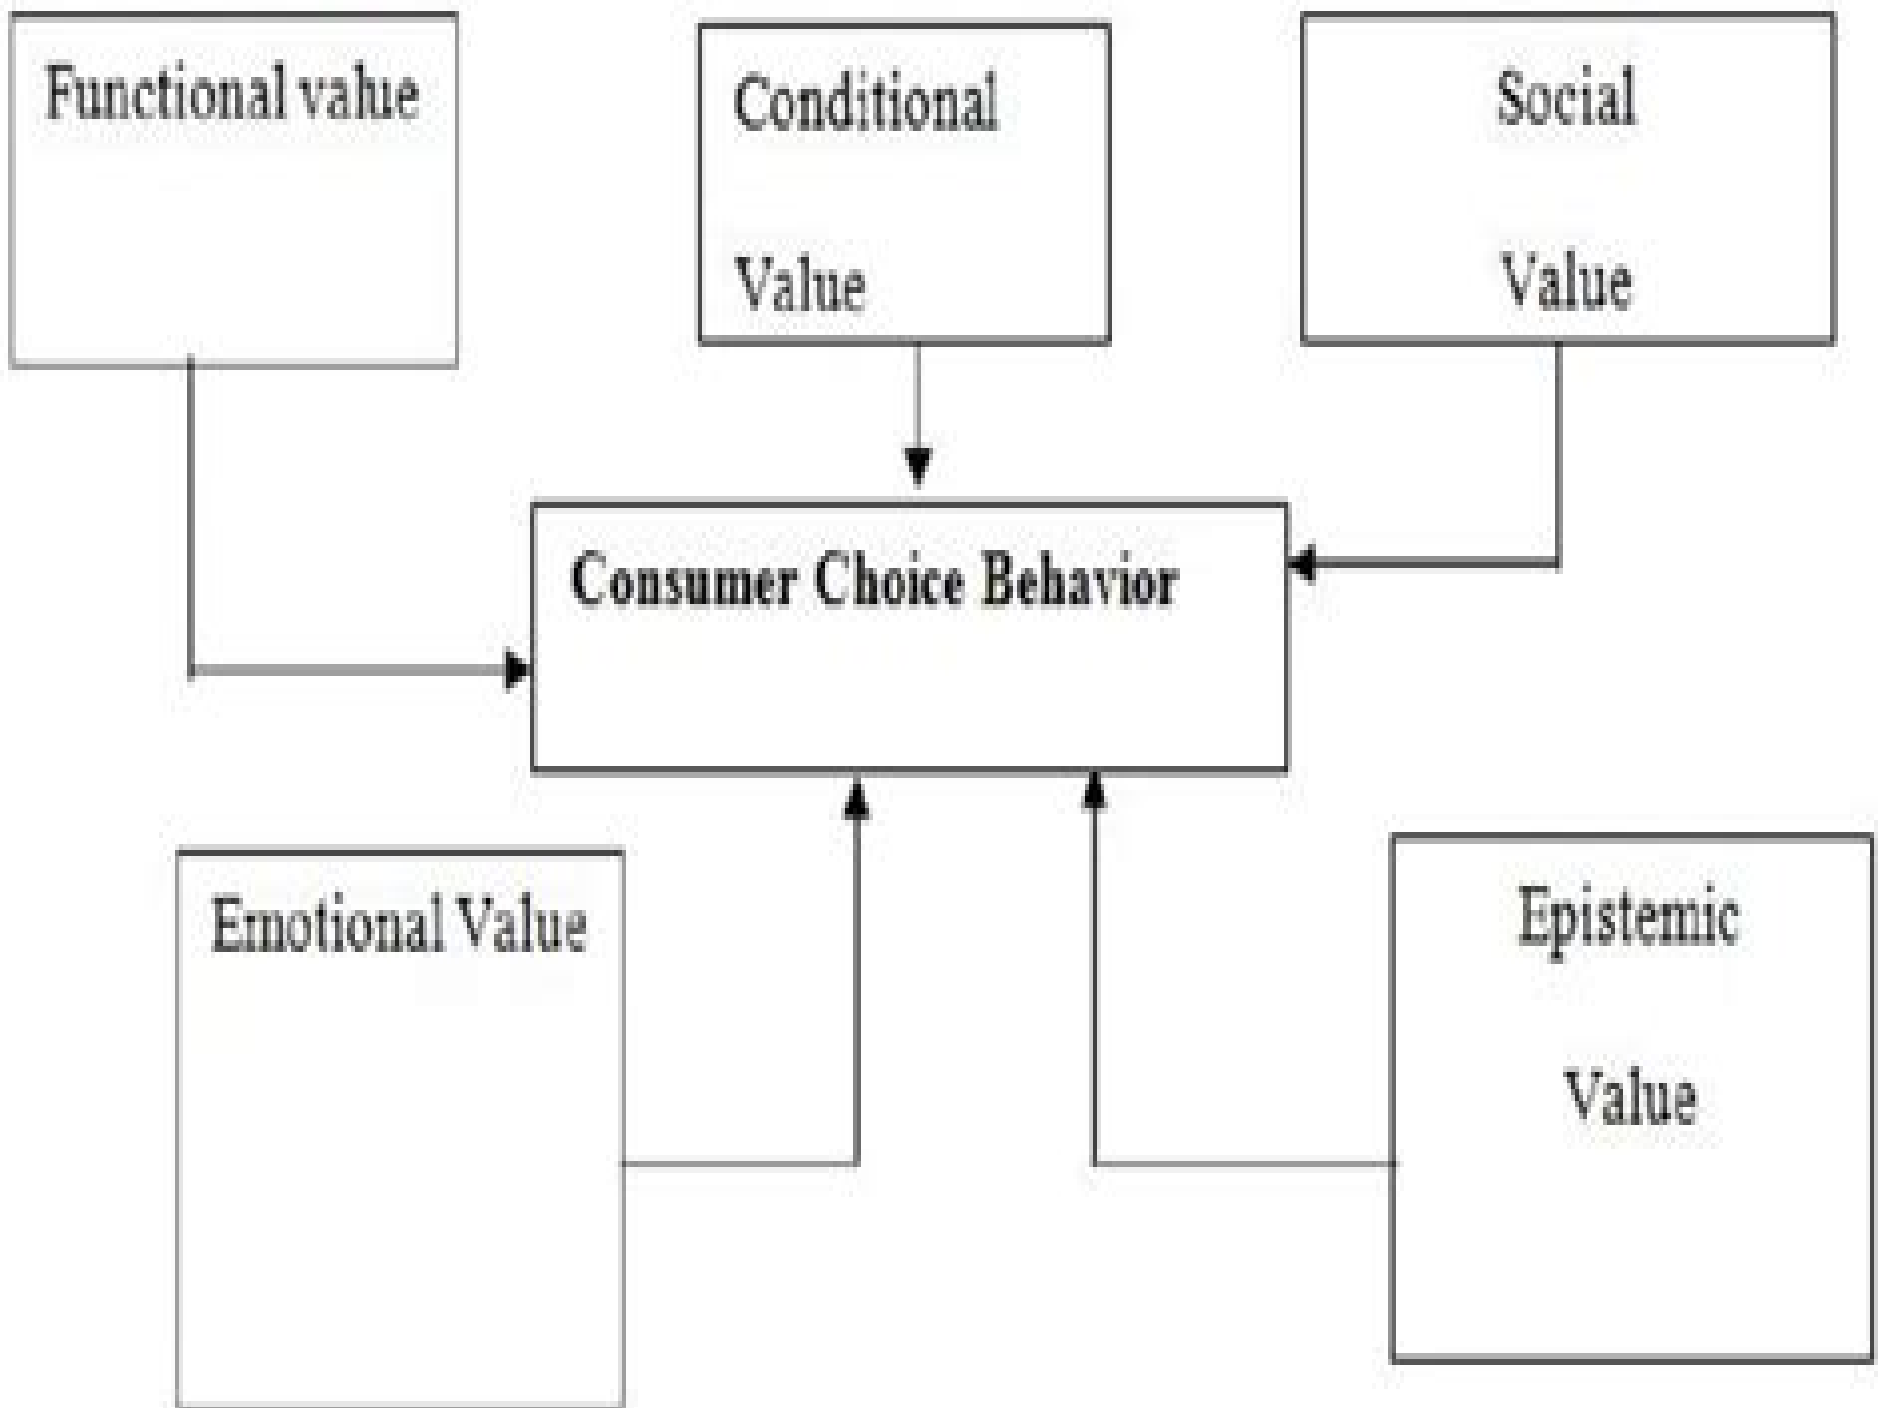 Functional value
Conditional
Value
Social
Value
Consumer Choice Behavior
Emotional Value
Epistemic
Value